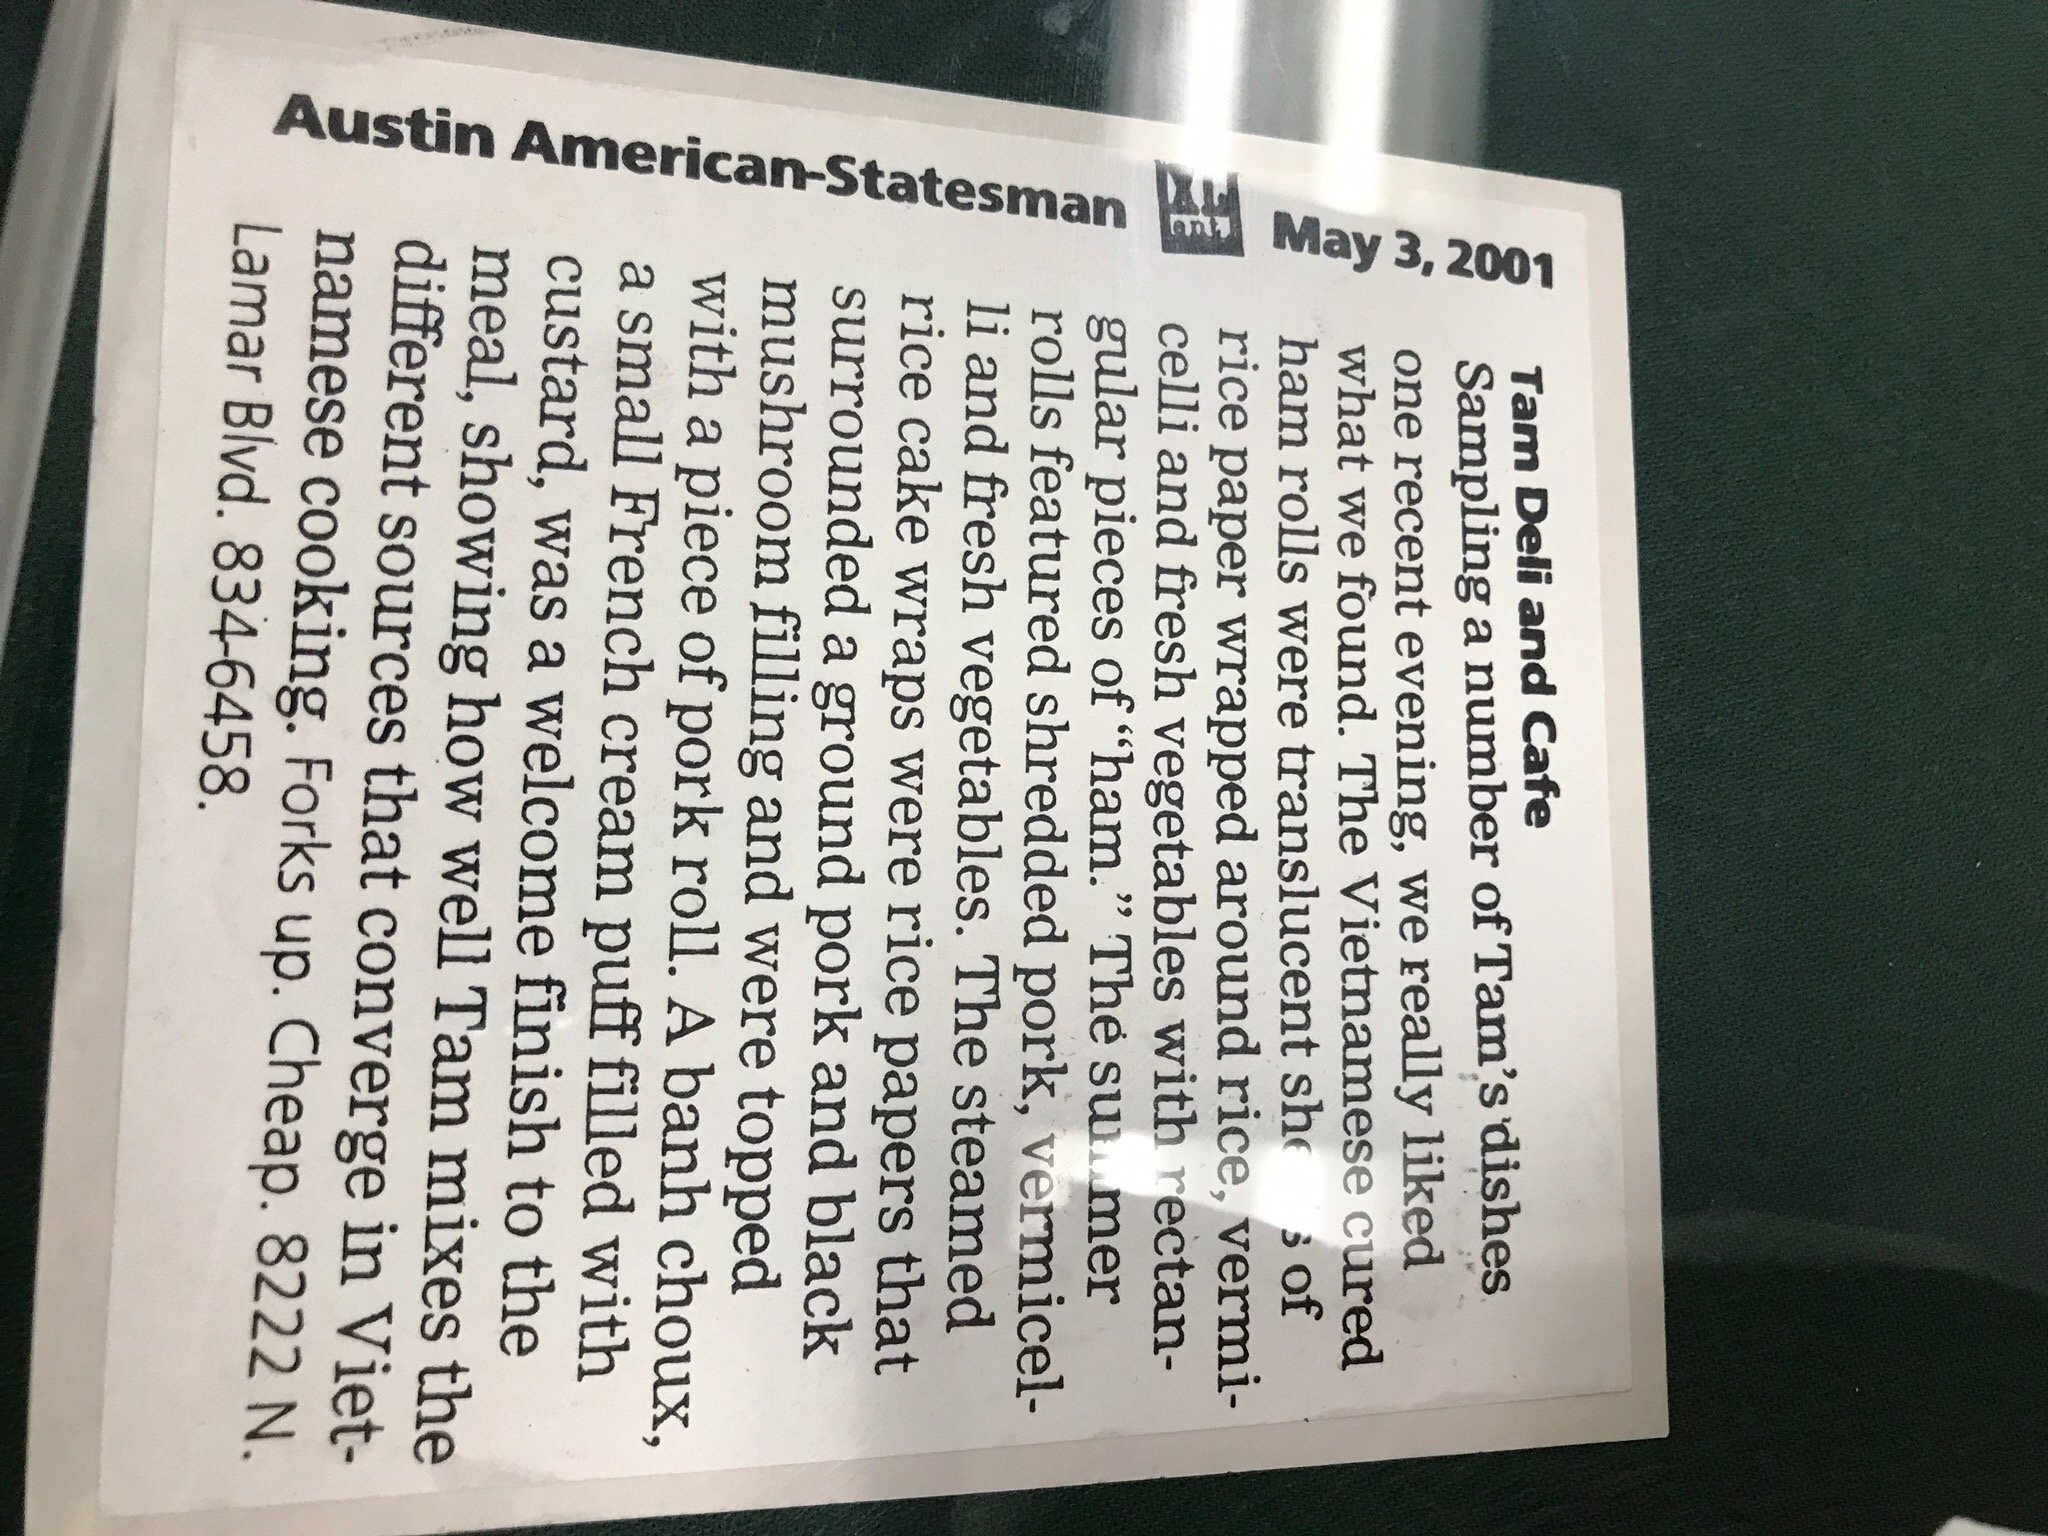 Austin American-Statesman XL ent. May 3, 2001
Tam Deli and Cafe
Sampling a number of Tam's dishes
one recent evening, we really liked
what we found. The Vietnamese cured
ham rolls were translucent sheets of
rice paper wrapped around rice, vermi-
celli and fresh vegetables with rectan-
gular pieces of “ham.” The summer
rolls featured shredded pork, vermicel-
li and fresh vegetables. The steamed
rice cake wraps were rice papers that
surrounded a ground pork and black
mushroom filling and were topped
with a piece of pork roll. A banh choux,
a small French cream puff filled with
custard, was a welcome finish to the
meal, showing how well Tam mixes the
different sources that converge in Viet-
namese cooking. Forks up. Cheap. 8222 N.
Lamar Blvd. 834-6458.